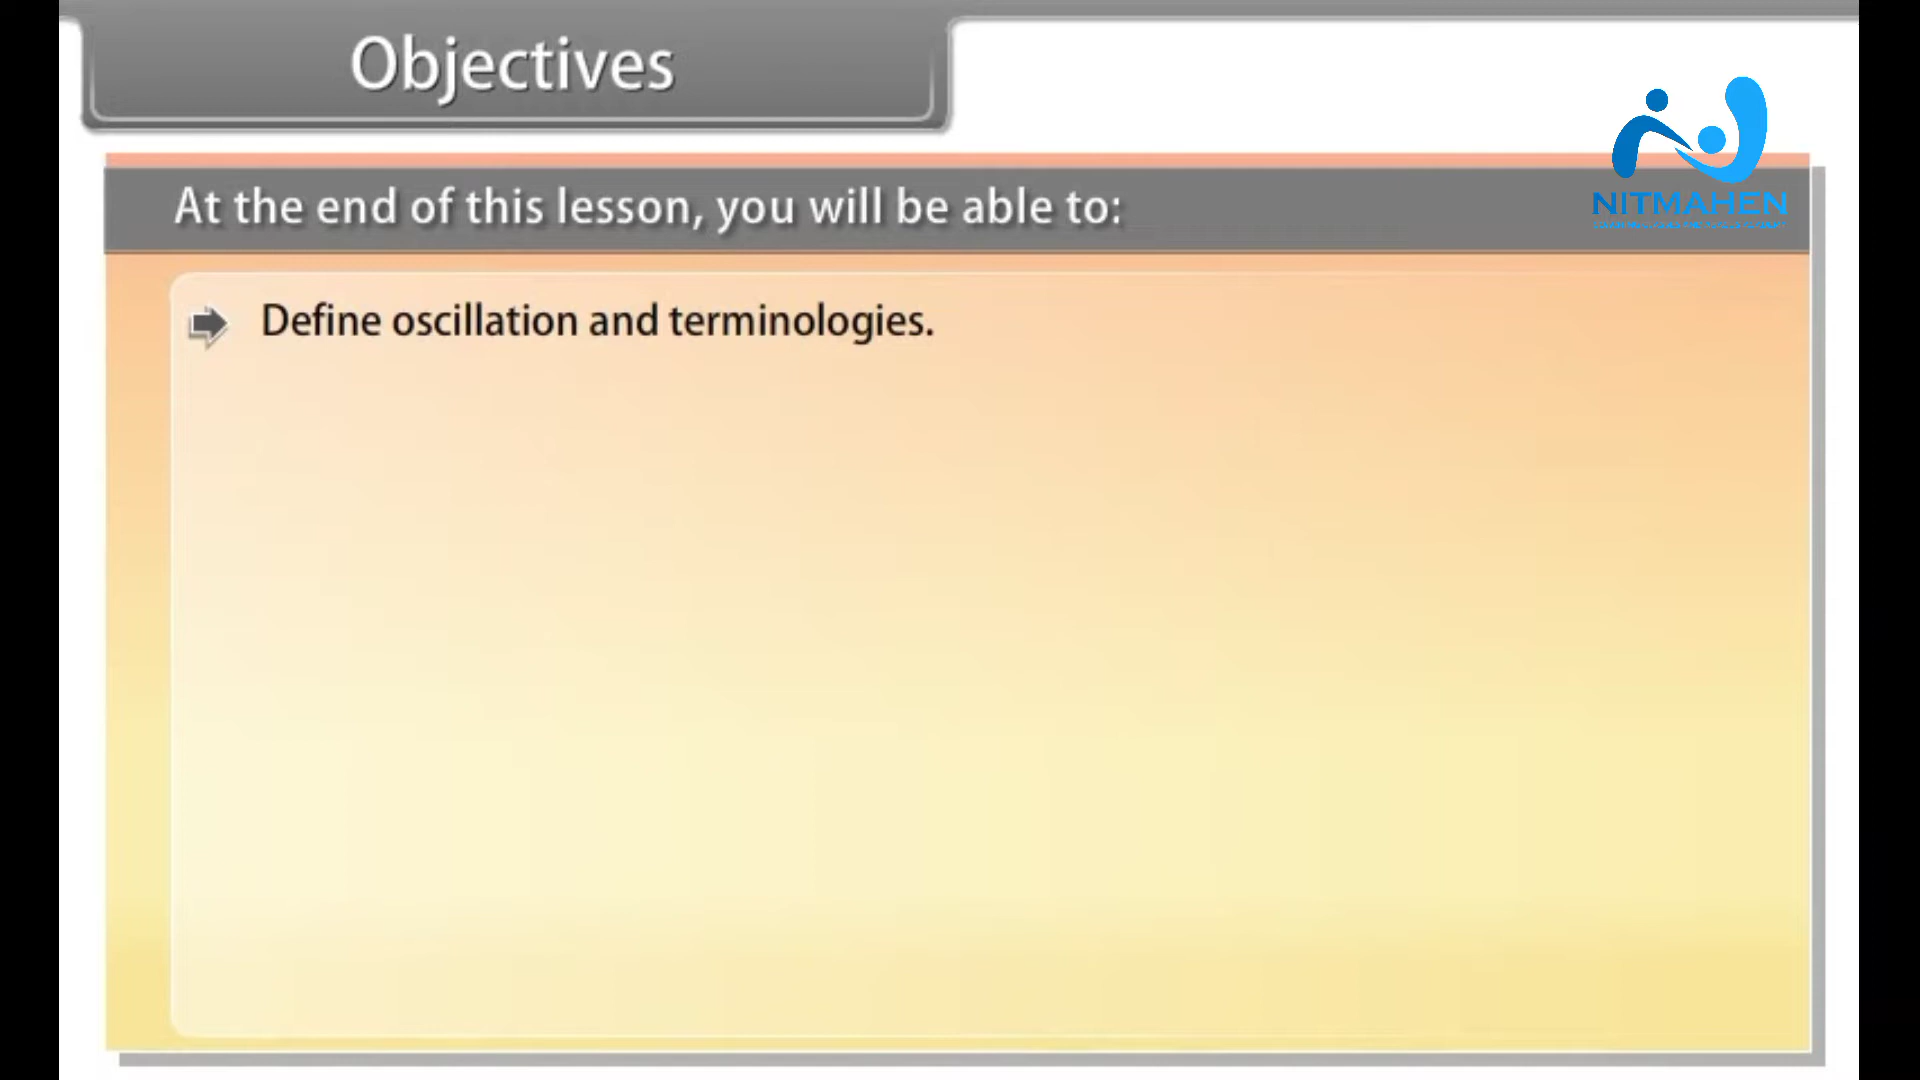 Objectives
NITMAHEN
At the end of this lesson, you will be able to:
Define oscillation and terminologies.